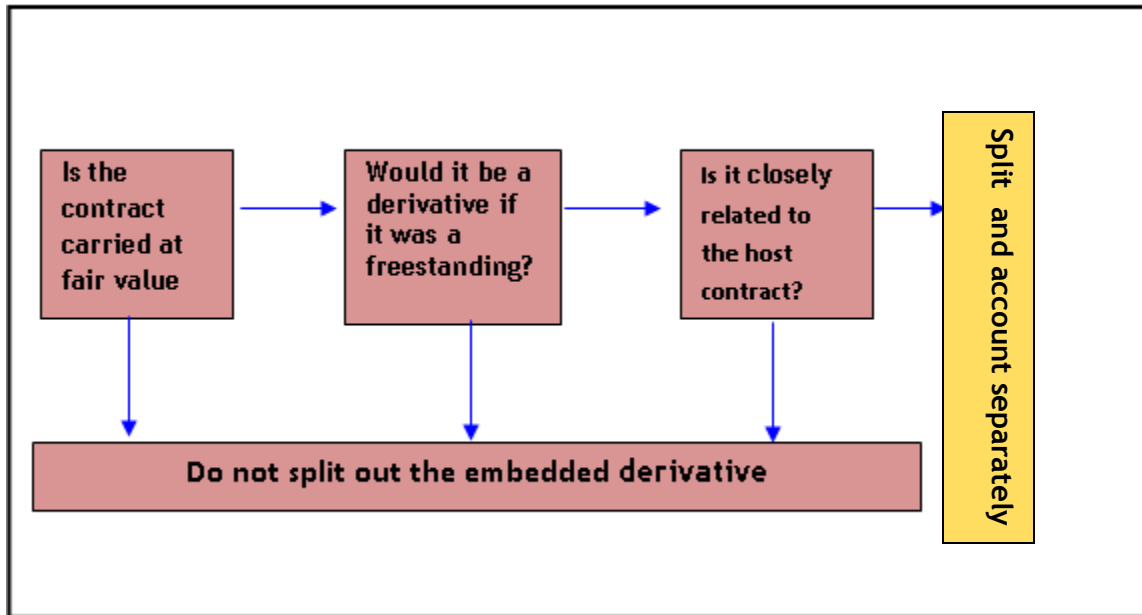 Is the
contract
carried at
fair value
Would it be a
derivative if
it was a
freestanding?
Is it closely
related to
the host
contract?
Split and account separately
Do not split out the embedded derivative